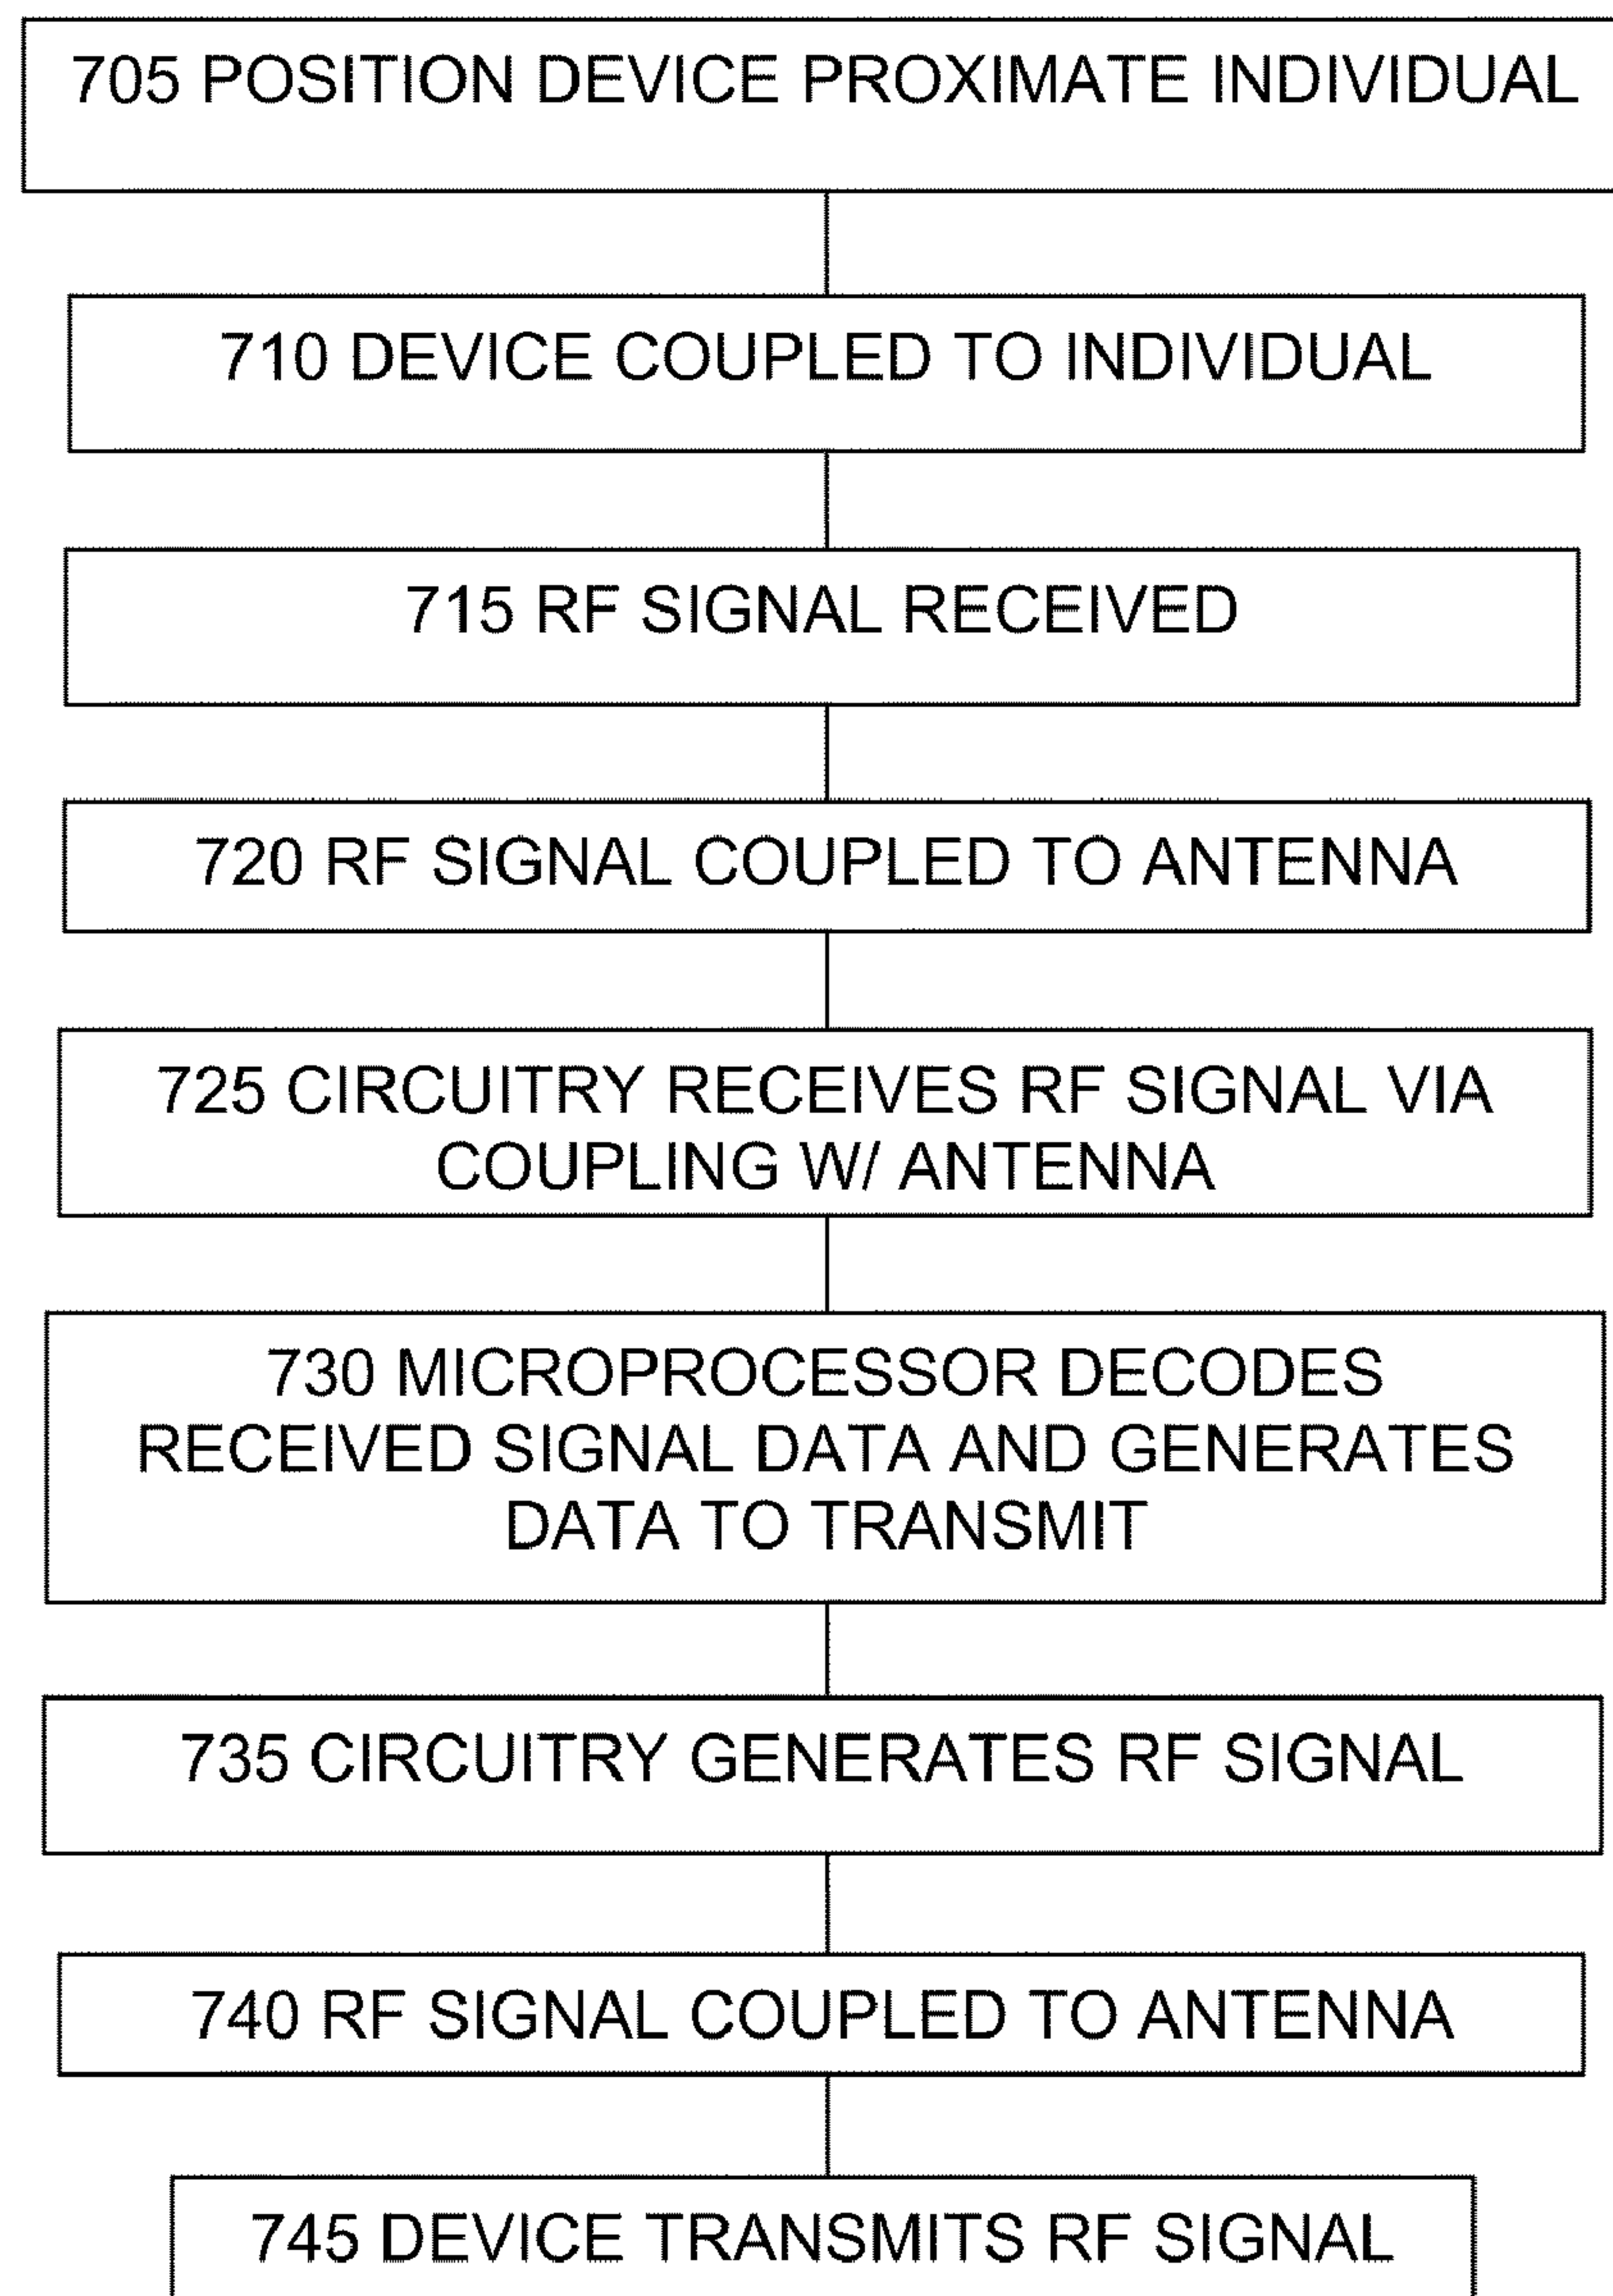 705 POSITION DEVICE PROXIMATE INDIVIDUAL
710 DEVICE COUPLED TO INDIVIDUAL
715 RF SIGNAL RECEIVED
720 RF SIGNAL COUPLED TO ANTENNA
725 CIRCUITRY RECEIVES RF SIGNAL VIA
COUPLING W/ ANTENNA
730 MICROPROCESSOR DECODES
RECEIVED SIGNAL DATA AND GENERATES
DATA TO TRANSMIT
735 CIRCUITRY GENERATES RF SIGNAL
740 RF SIGNAL COUPLED TO ANTENNA
745 DEVICE TRANSMITS RF SIGNAL